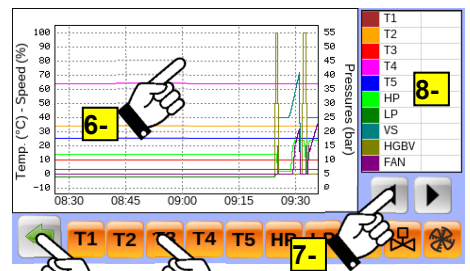 100
90
80
70
60
50
40
30
20
10
0
-10
Temp. (°C) - Speed (%)
55
50
45
40
35
30
25
20
15
10
5
0
Pressures (bar)
08:30 08:45 09:00 09:15 09:30
6-
T1
T2
T3
T4
T5
HP
LP
VS
HGBV
FAN
8-
T1 T2 T3 T4 T5 HP LP
7-